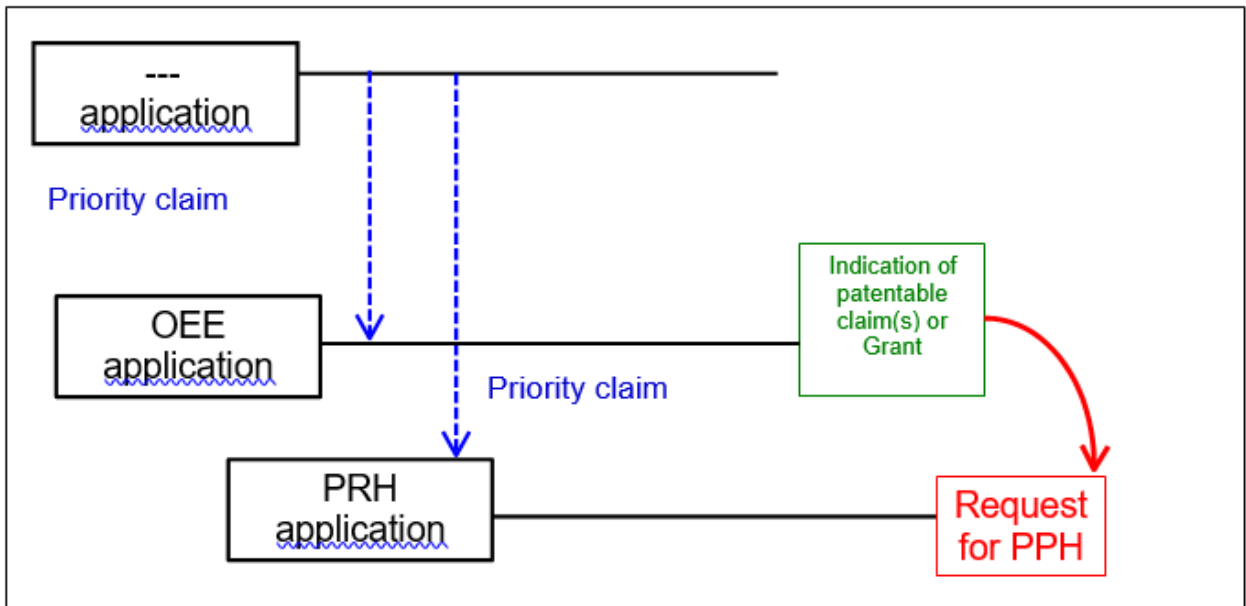 ---
application
Priority claim
OEE
application
Indication of
patentable
claim(s) or
Grant
Priority claim
PRH
application
Request
for PPH